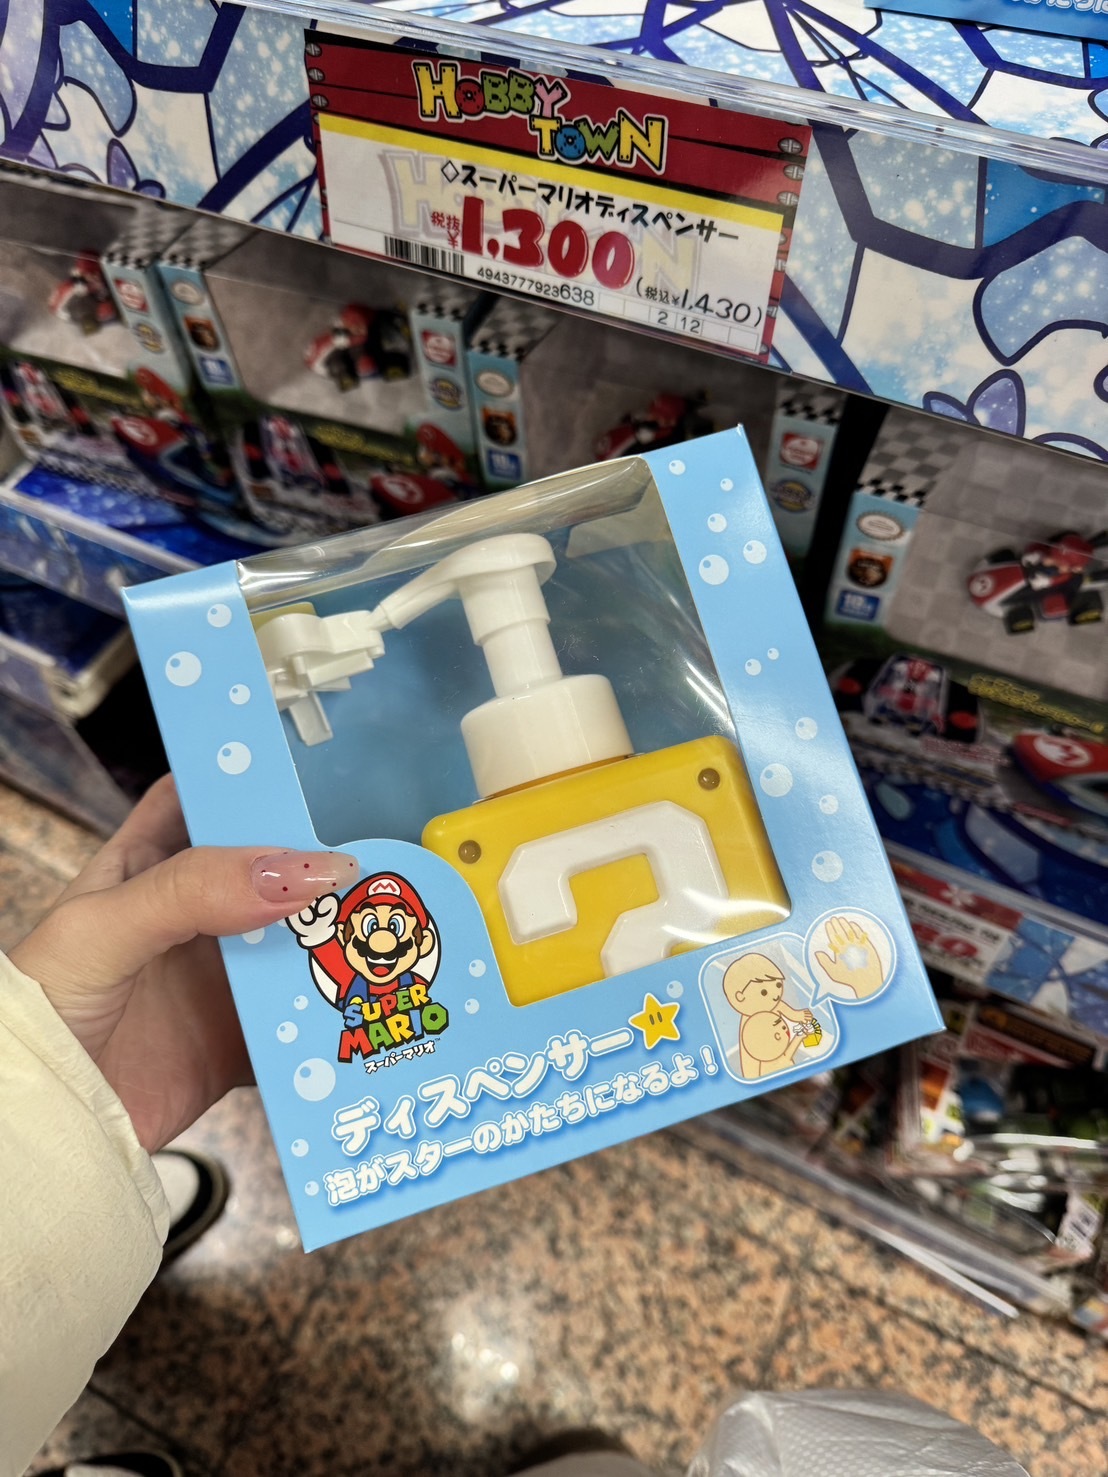 HOBBY
TOWN
◇スーパーマリオディスペンサー
税抜
¥1,300
(税込¥1,430)
4943777923638
2 12
SUPER
MARIO™
スーパーマリオ
ディスペンサー
泡がスターのかたちになるよ!